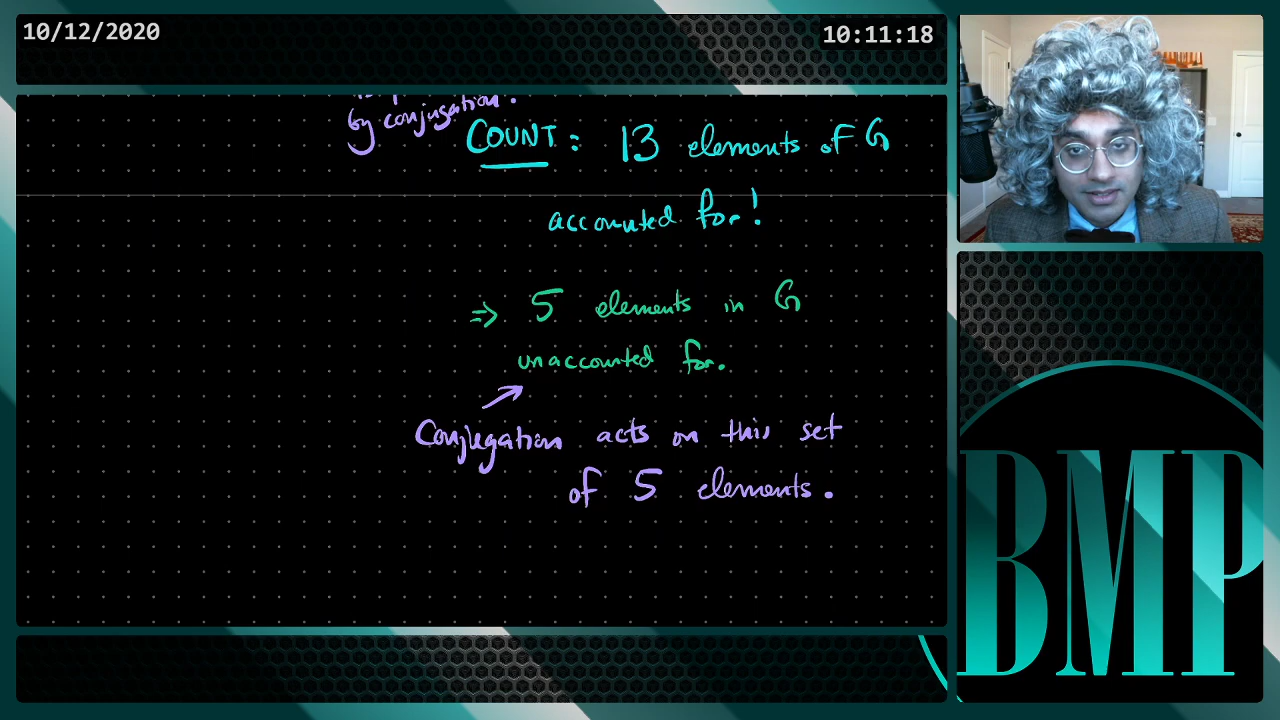 10/12/2020
10:11:18
by conjugation.
COUNT: 13 elements of G
accounted for!
⇒ 5 elements in G
unaccounted for.
Conjugation acts on this set
of 5 elements.
BMP